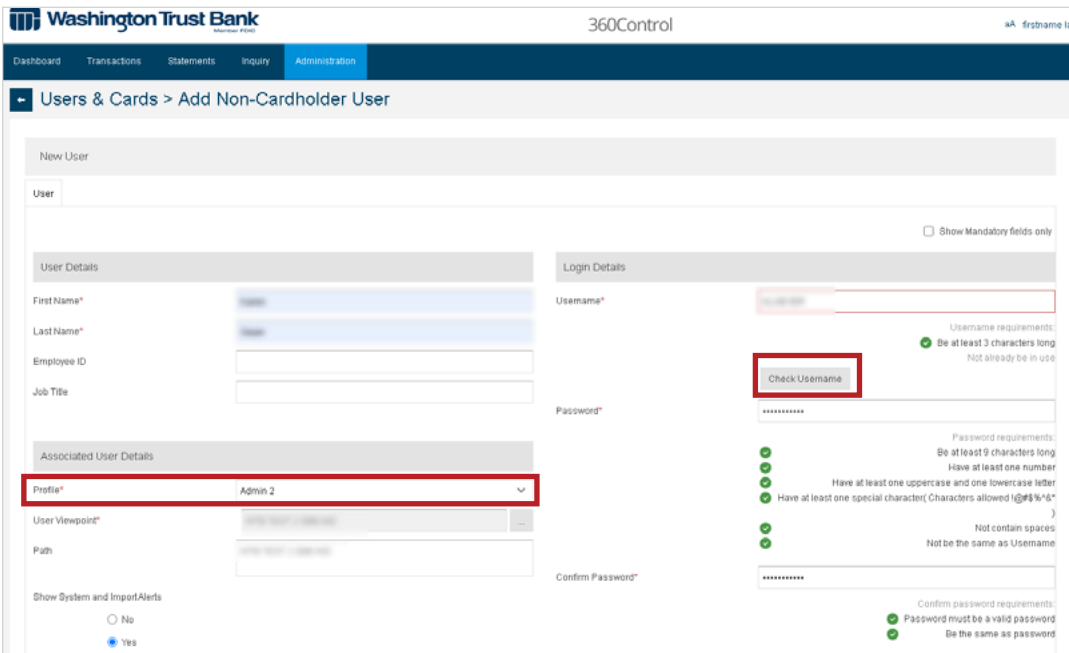 Washington Trust Bank
Member FDIC
360Control
aA firstname la
Dashboard Transactions Statements Inquiry Administration
Users & Cards > Add Non-Cardholder User
New User
User
Show Mandatory fields only
User Details
First Name*
Last Name*
Employee ID
Job Title
Associated User Details
Profile* Admin 2
User Viewpoint* ...
Path
Show System and ImportAlerts
No
Yes
Login Details
Username*
Username requirements:
Be at least 3 characters long
Not already be in use
Check Username
Password* •••••••••••
Password requirements:
Be at least 9 characters long
Have at least one number
Have at least one uppercase and one lowercase letter
Have at least one special character( Characters allowed !@#$%^&*
)
Not contain spaces
Not be the same as Username
Confirm Password* •••••••••••
Confirm password requirements:
Password must be a valid password
Be the same as password